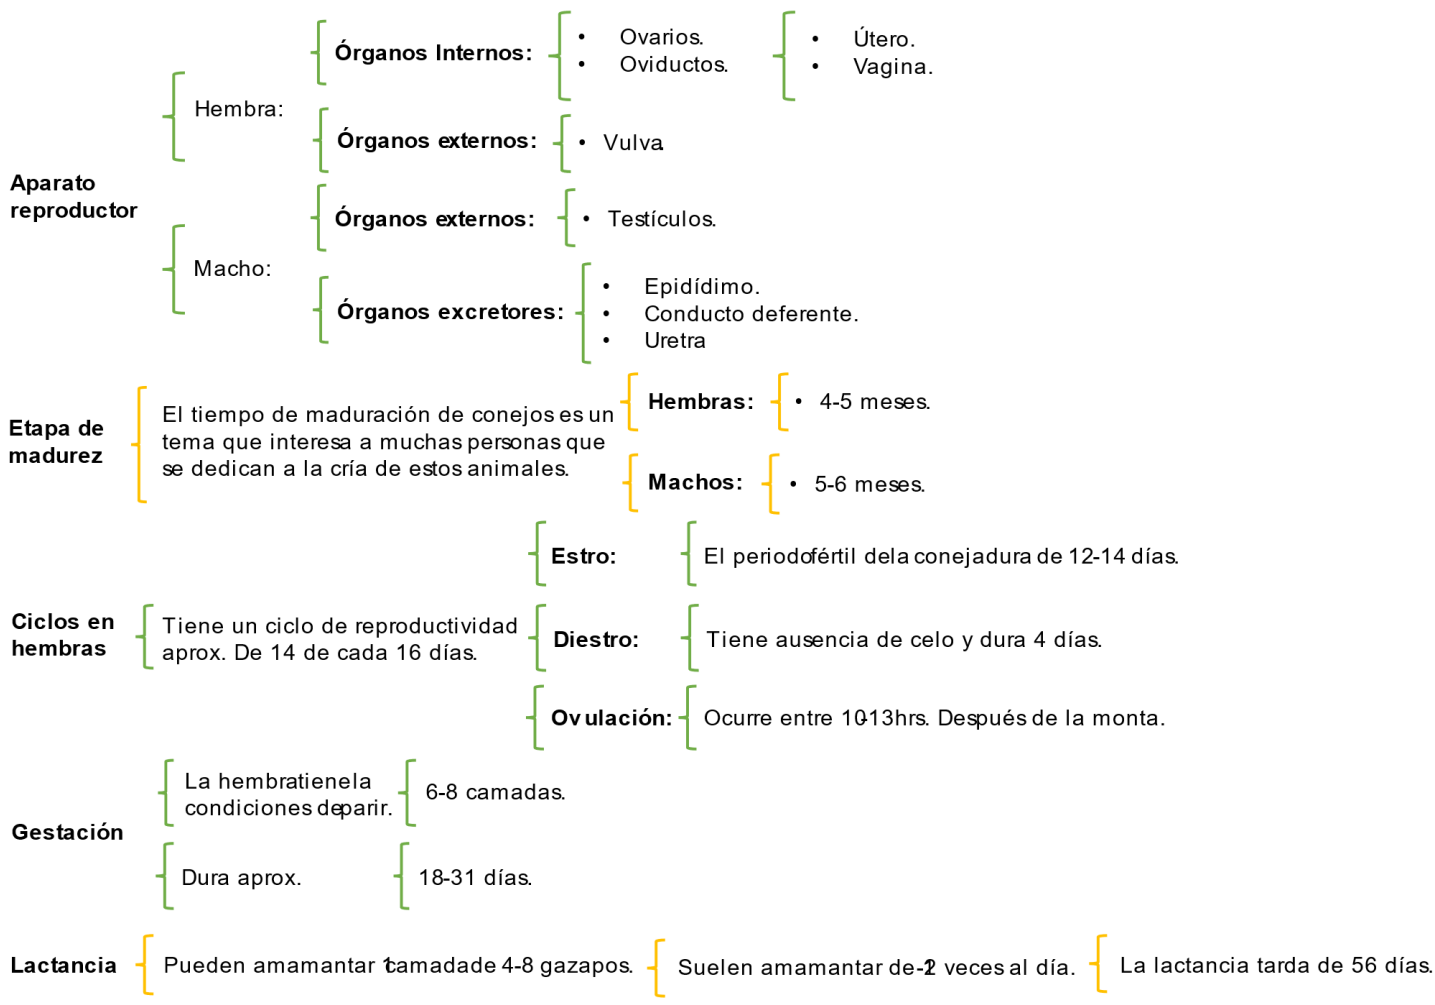 Aparato
reproductor
Hembra:
Órganos Internos:
• Ovarios.
• Oviductos.
• Útero.
• Vagina.
Órganos externos:
• Vulva.
Macho:
Órganos externos:
• Testículos.
Órganos excretores:
• Epidídimo.
• Conducto deferente.
• Uretra
Etapa de
madurez
El tiempo de maduración de conejos es un
tema que interesa a muchas personas que
se dedican a la cría de estos animales.
Hembras:
• 4-5 meses.
Machos:
• 5-6 meses.
Ciclos en
hembras
Tiene un ciclo de reproductividad
aprox. De 14 de cada 16 días.
Estro:
El periodo fértil de la coneja dura de 12-14 días.
Diestro:
Tiene ausencia de celo y dura 4 días.
Ovulación:
Ocurre entre 10-13hrs. Después de la monta.
Gestación
La hembra tiene la
condiciones de parir.
6-8 camadas.
Dura aprox.
18-31 días.
Lactancia
Pueden amamantar 1 camada de 4-8 gazapos.
Suelen amamantar de 1-2 veces al día.
La lactancia tarda de 56 días.